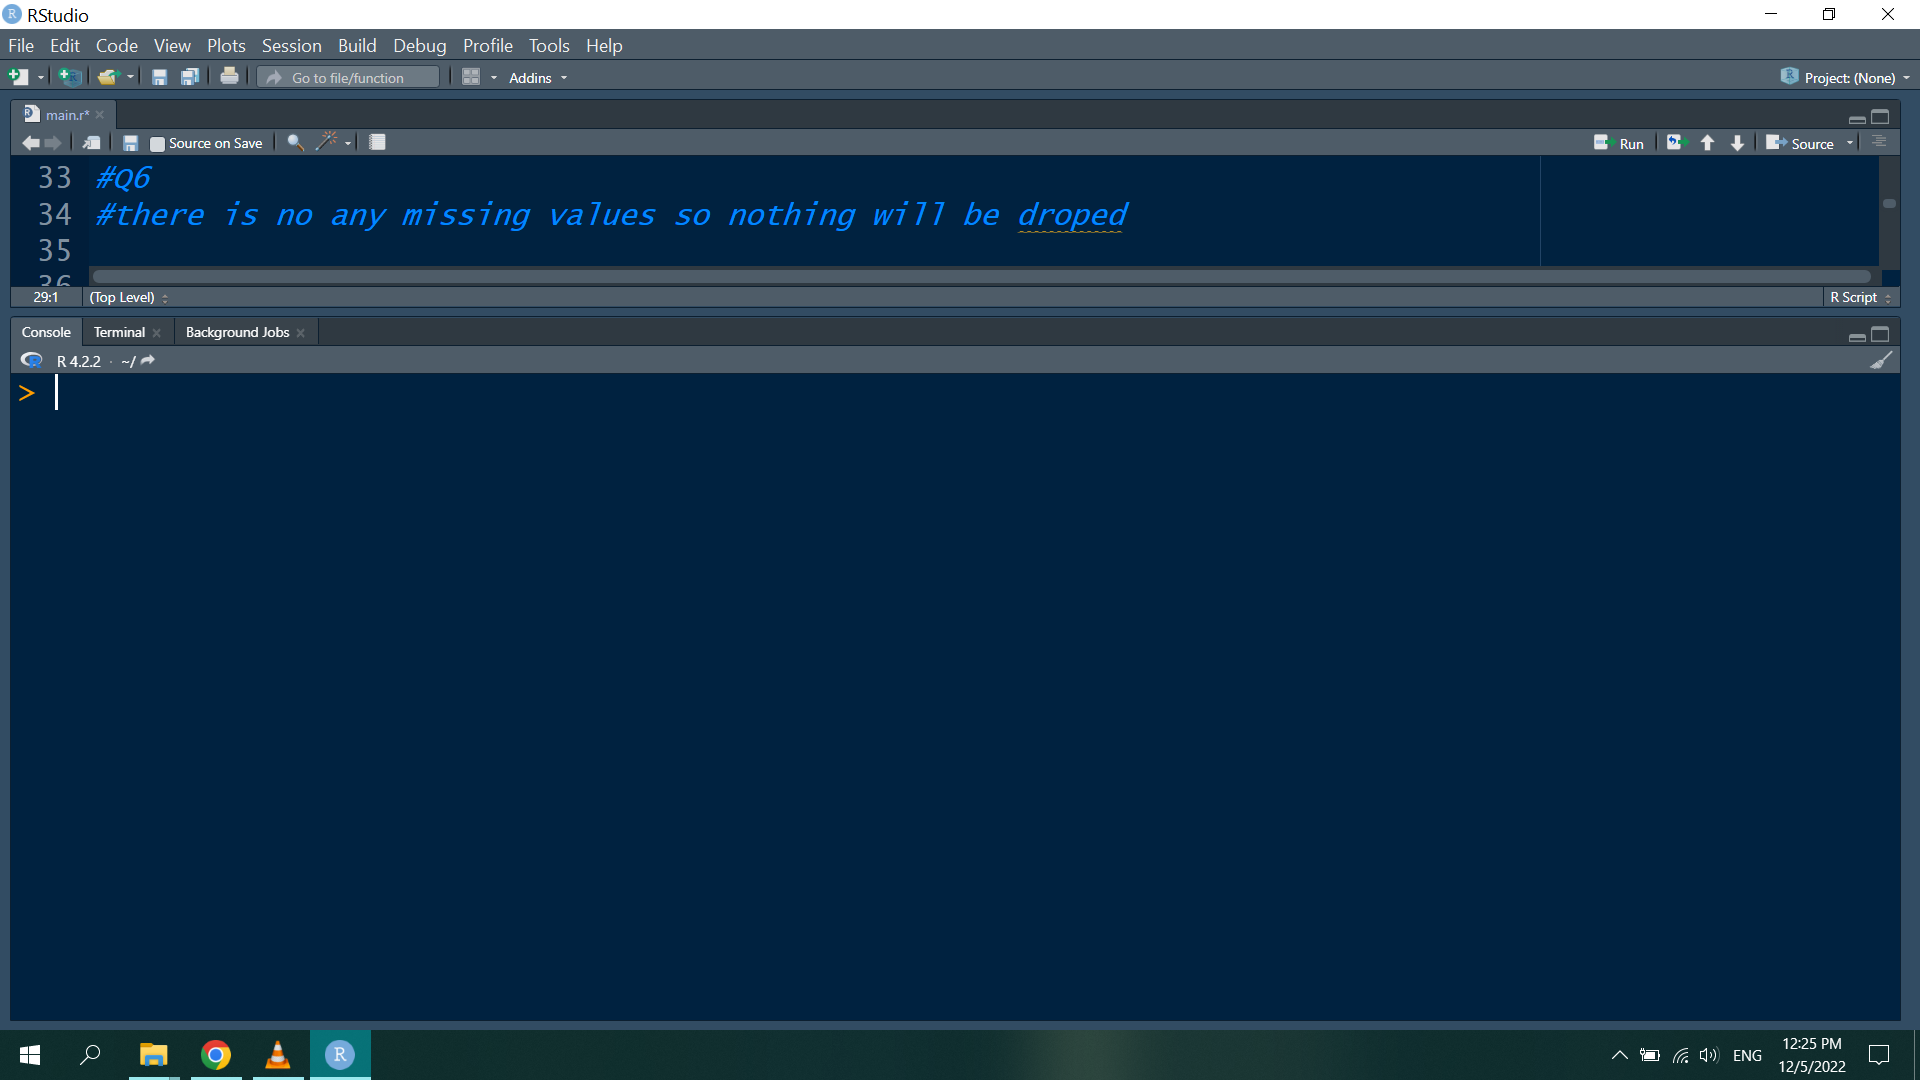 RStudio
File Edit Code View Plots Session Build Debug Profile Tools Help
Go to file/function Addins Project: (None)
main.r*
Source on Save Run Source
33 #Q6
34 #there is no any missing values so nothing will be droped
35
36
29:1 (Top Level) R Script
Console Terminal Background Jobs
R 4.2.2 · ~/
>
ENG 12:25 PM
12/5/2022